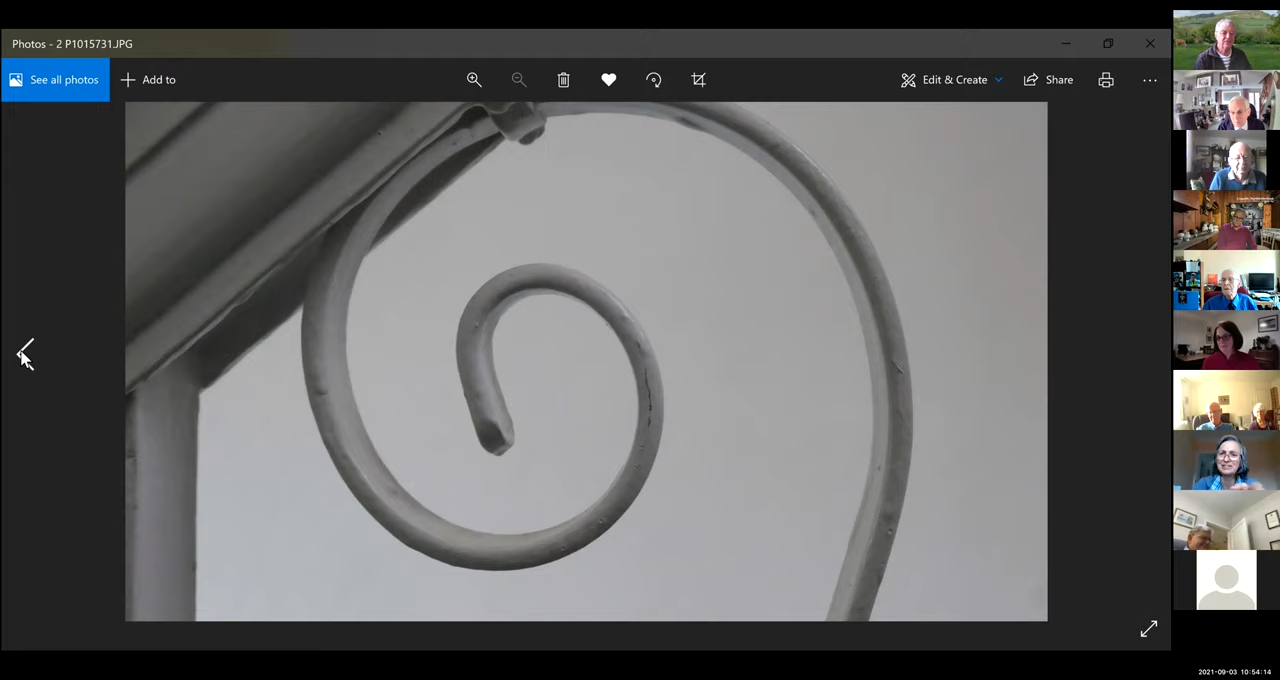 Photos - 2 P1015731.JPG
See all photos
Add to
Edit & Create
Share
2021-09-03 10:54:14